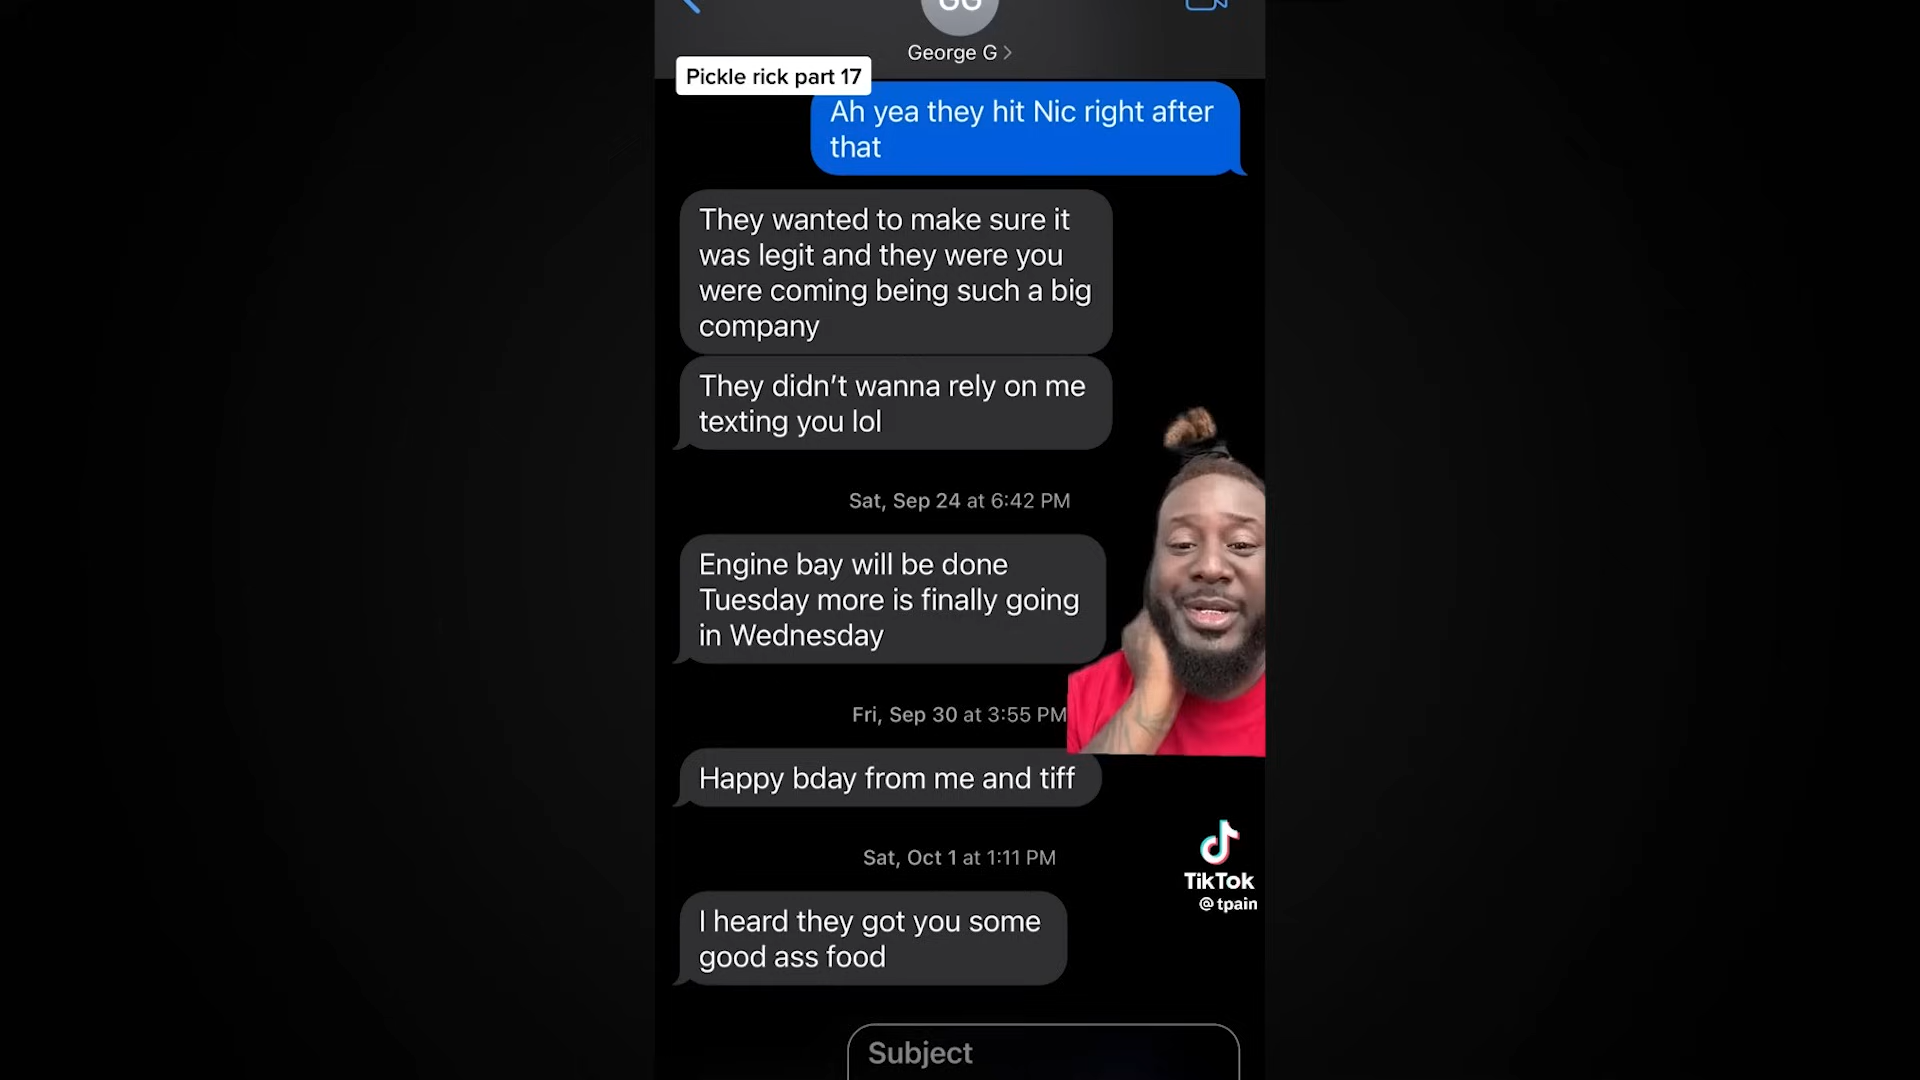 GG
George G
Pickle rick part 17
Ah yea they hit Nic right after
that
They wanted to make sure it
was legit and they were you
were coming being such a big
company
They didn’t wanna rely on me
texting you lol
Sat, Sep 24 at 6:42 PM
Engine bay will be done
Tuesday more is finally going
in Wednesday
Fri, Sep 30 at 3:55 PM
Happy bday from me and tiff
Sat, Oct 1 at 1:11 PM
I heard they got you some
good ass food
TikTok
@tpain
Subject